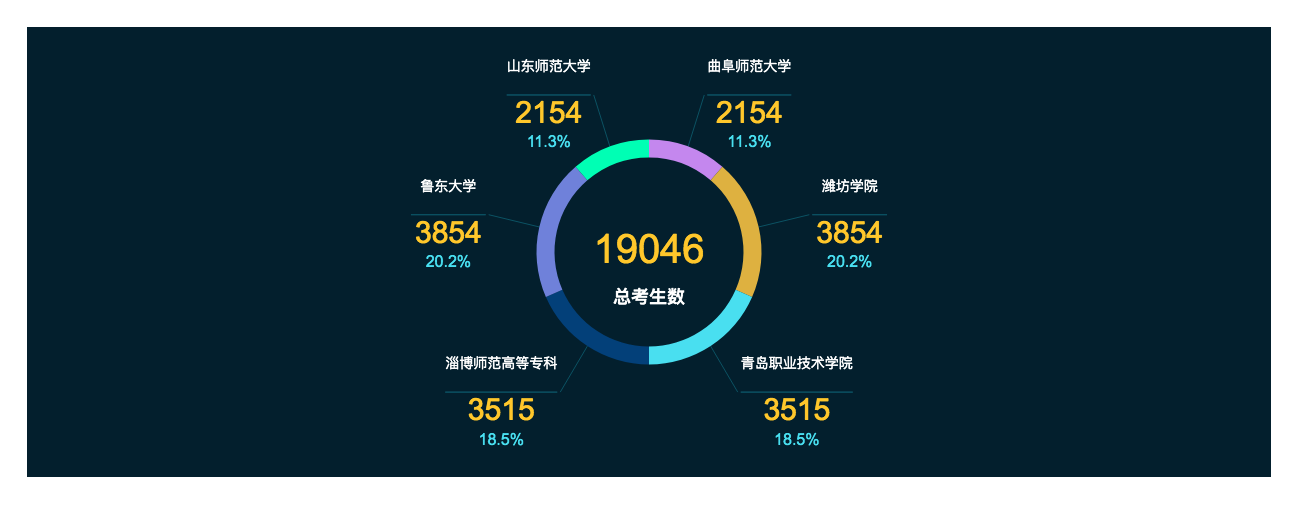 山东师范大学
2154
11.3%
曲阜师范大学
2154
11.3%
鲁东大学
3854
20.2%
潍坊学院
3854
20.2%
19046
总考生数
淄博师范高等专科
3515
18.5%
青岛职业技术学院
3515
18.5%